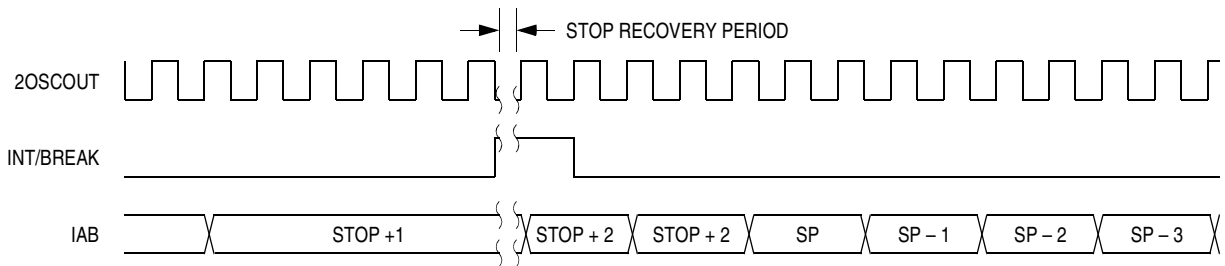 STOP RECOVERY PERIOD
2OSCOUT
INT/BREAK
IAB STOP +1 STOP + 2 STOP + 2 SP SP – 1 SP – 2 SP – 3